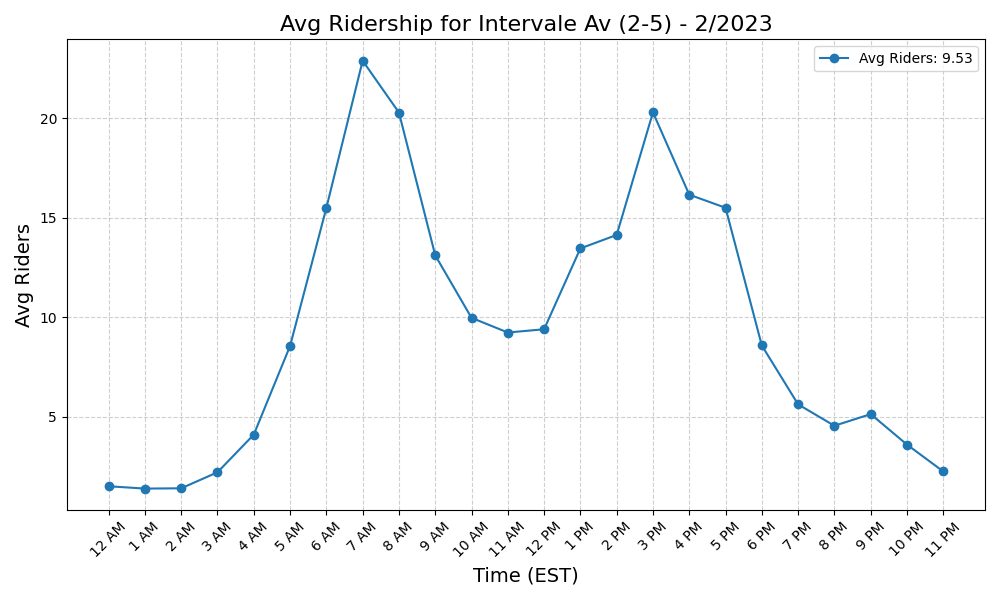 Avg Ridership for Intervale Av (2-5) - 2/2023
Avg Riders: 9.53
Avg Riders
20
15
10
5
12 AM
1 AM
2 AM
3 AM
4 AM
5 AM
6 AM
7 AM
8 AM
9 AM
10 AM
11 AM
12 PM
1 PM
2 PM
3 PM
4 PM
5 PM
6 PM
7 PM
8 PM
9 PM
10 PM
11 PM
Time (EST)